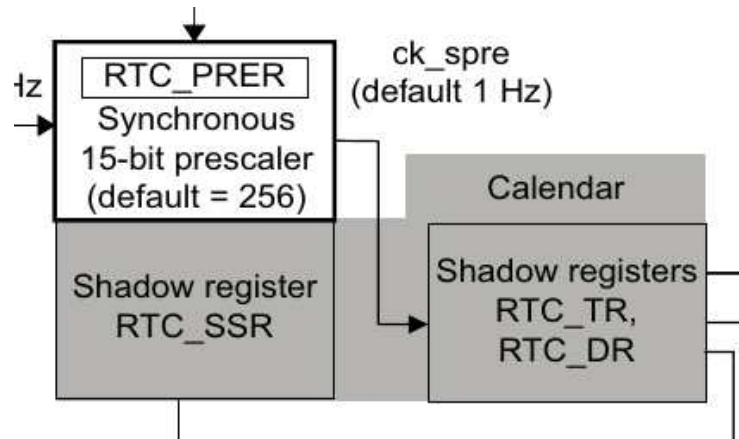 Hz
RTC_PRER
Synchronous
15-bit prescaler
(default = 256)
ck_spre
(default 1 Hz)
Calendar
Shadow register
RTC_SSR
Shadow registers
RTC_TR,
RTC_DR